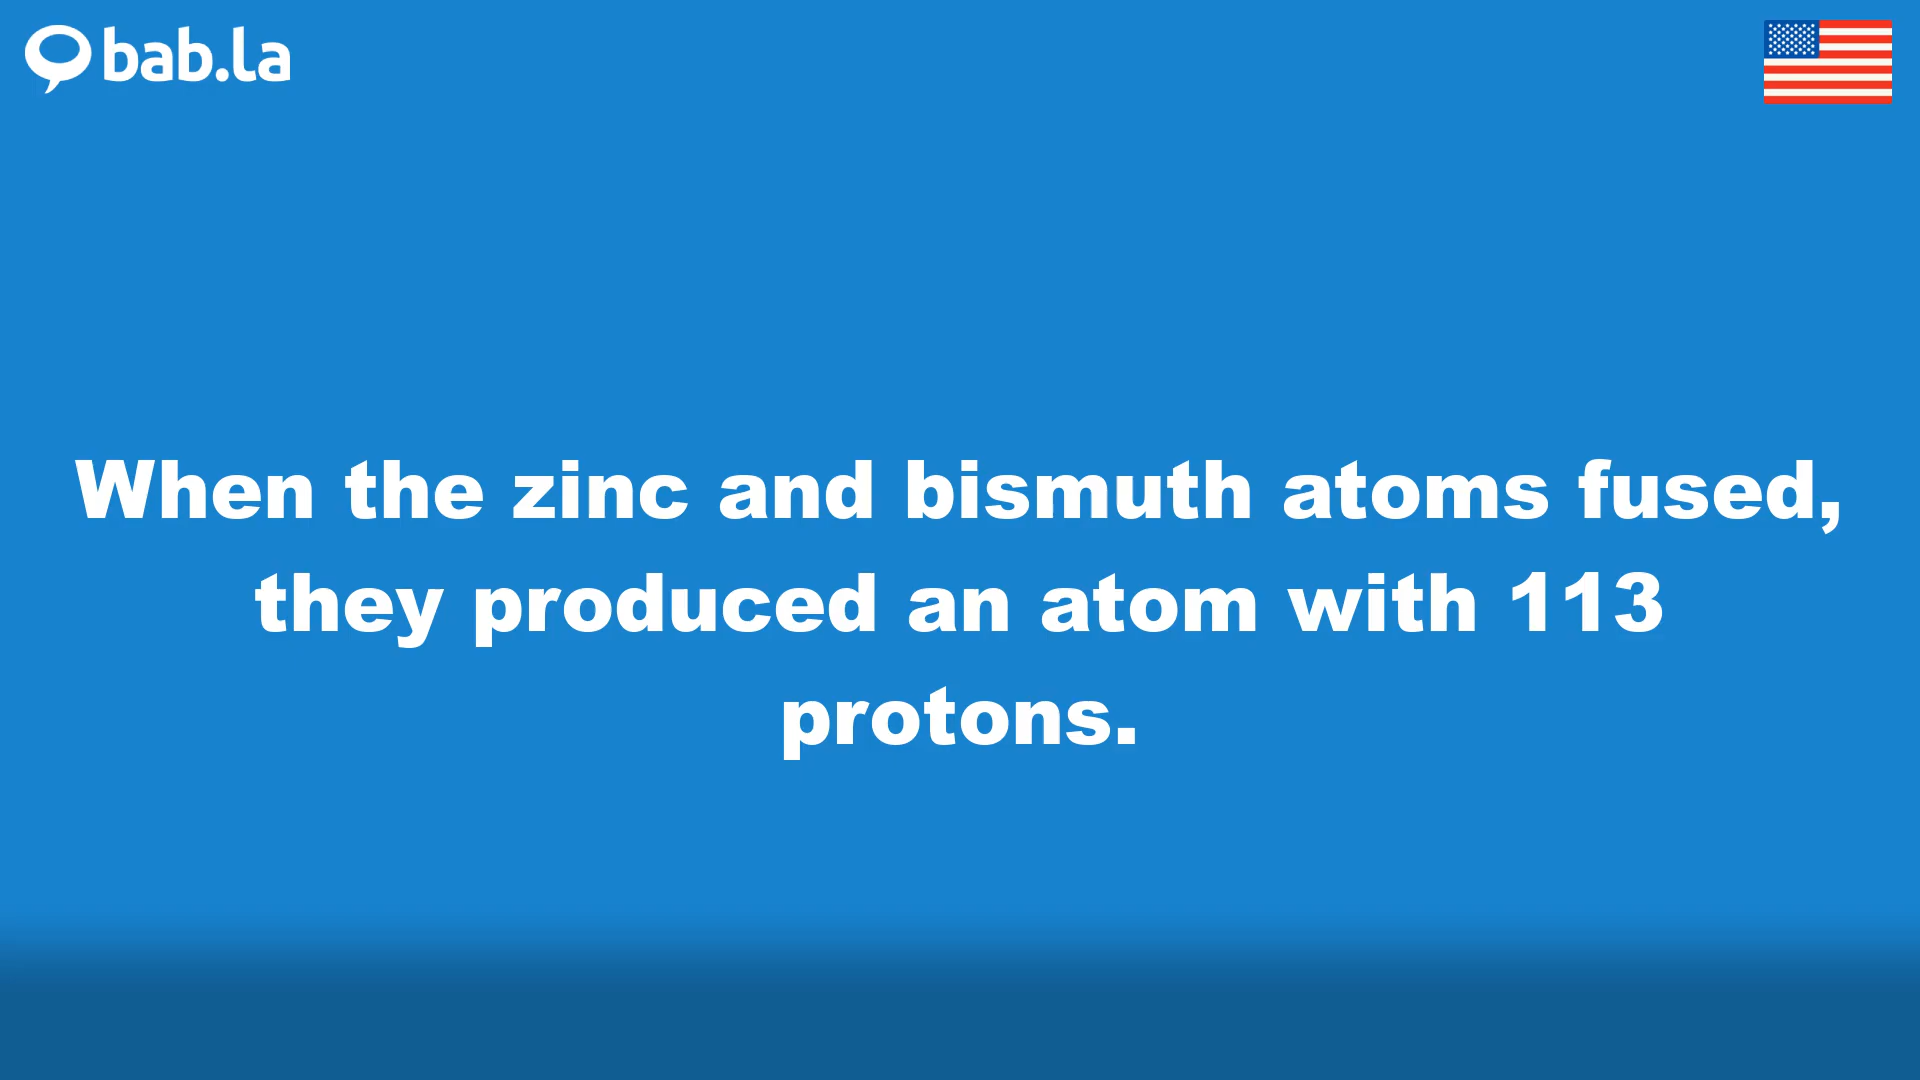 bab.la
When the zinc and bismuth atoms fused,
they produced an atom with 113
protons.